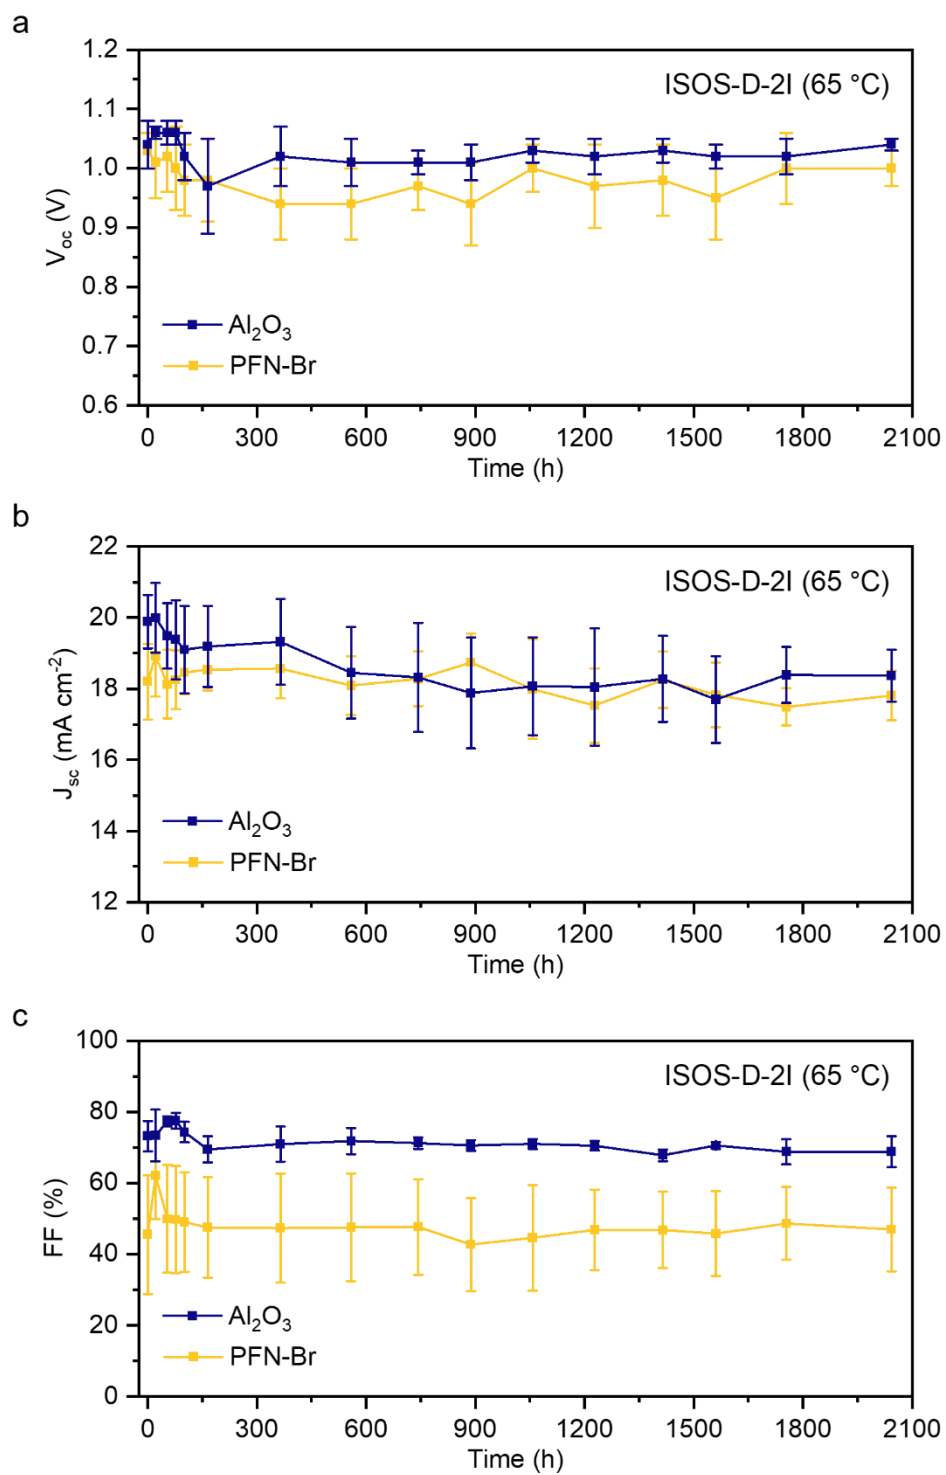 a
1.2
1.1
1.0
0.9
0.8
0.7
0.6
V_oc (V)
ISOS-D-2I (65 °C)
Al₂O₃
PFN-Br
0 300 600 900 1200 1500 1800 2100
Time (h)
b
22
20
18
16
14
12
J_sc (mA cm⁻²)
ISOS-D-2I (65 °C)
Al₂O₃
PFN-Br
0 300 600 900 1200 1500 1800 2100
Time (h)
c
100
80
60
40
20
0
FF (%)
ISOS-D-2I (65 °C)
Al₂O₃
PFN-Br
0 300 600 900 1200 1500 1800 2100
Time (h)